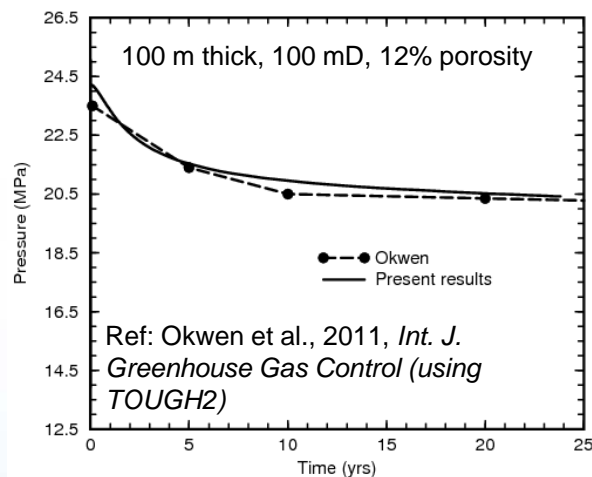 26.5
100 m thick, 100 mD, 12% porosity
24.5
22.5
20.5
18.5
16.5
14.5
12.5
Pressure (MPa)
Okwen
Present results
Ref: Okwen et al., 2011, Int. J.
Greenhouse Gas Control (using
TOUGH2)
0 5 10 15 20 25
Time (yrs)